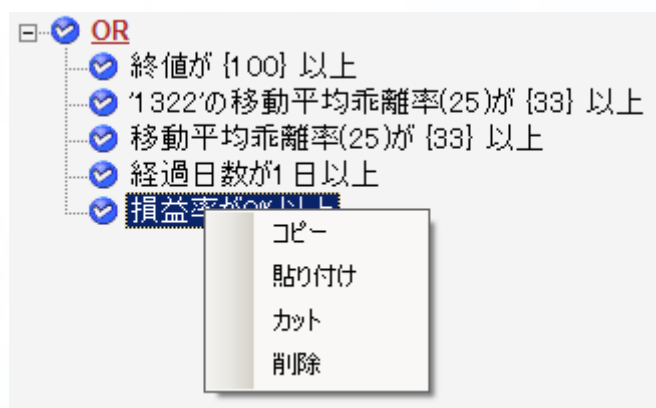 OR
終値が {100} 以上
'1322'の移動平均乖離率(25)が {33} 以上
移動平均乖離率(25)が {33} 以上
経過日数が1 日以上
損益率が0% 以上
コピー
貼り付け
カット
削除